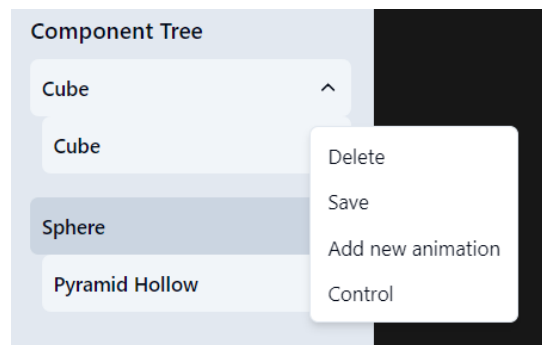 Component Tree
Cube
Cube
Delete
Save
Sphere
Add new animation
Pyramid Hollow
Control